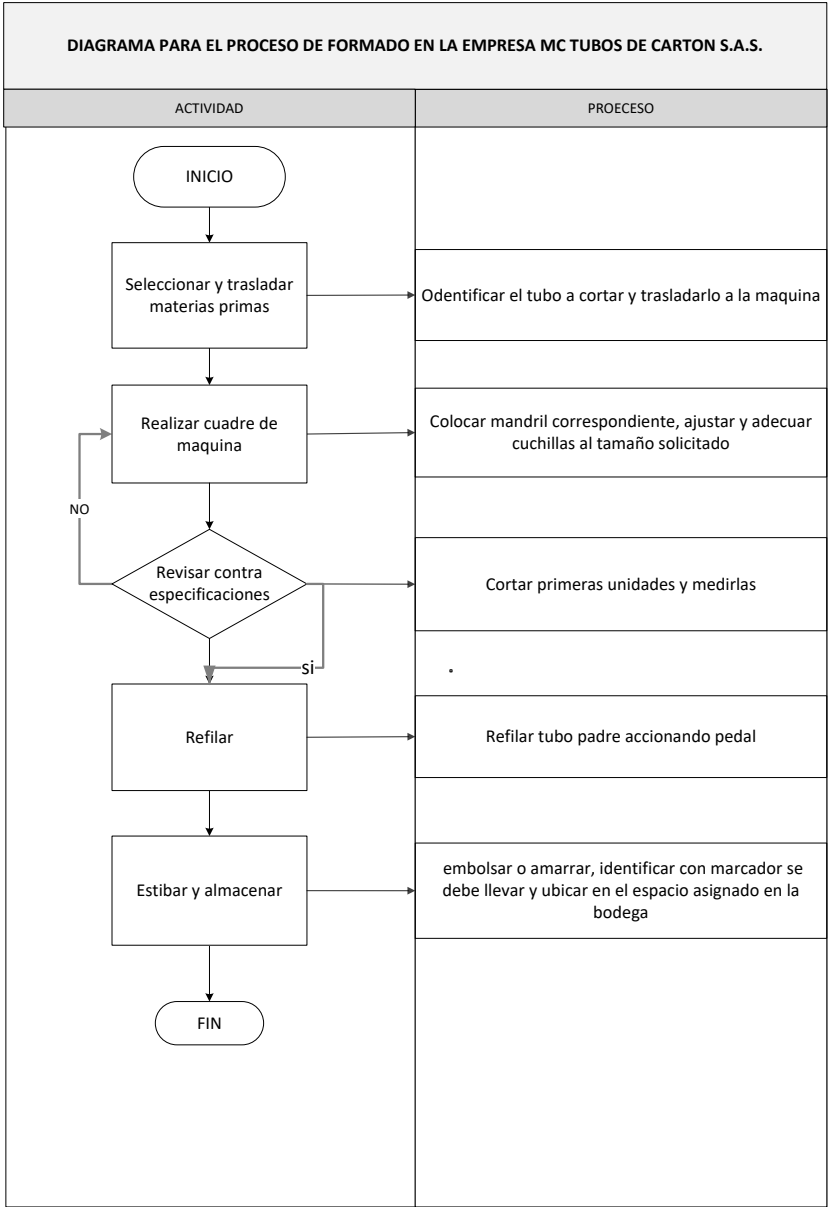 DIAGRAMA PARA EL PROCESO DE FORMADO EN LA EMPRESA MC TUBOS DE CARTON S.A.S.
ACTIVIDAD
PROECESO
INICIO
Seleccionar y trasladar
materias primas
Odentificar el tubo a cortar y trasladarlo a la maquina
Realizar cuadre de
maquina
Colocar mandril correspondiente, ajustar y adecuar
cuchillas al tamaño solicitado
NO
Revisar contra
especificaciones
Cortar primeras unidades y medirlas
si
.
Refilar
Refilar tubo padre accionando pedal
Estibar y almacenar
embolsar o amarrar, identificar con marcador se
debe llevar y ubicar en el espacio asignado en la
bodega
FIN